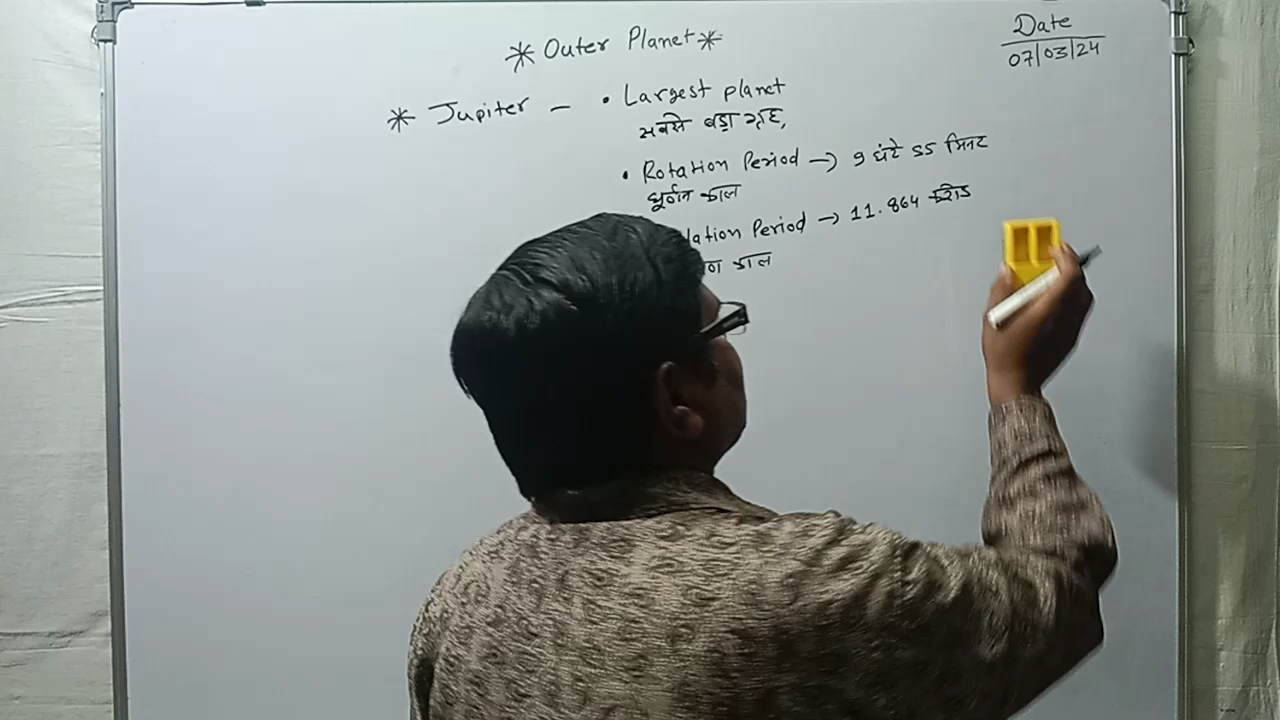 * Outer Planet *
Date
07/03/24
* Jupiter - • Largest planet
सबसे बड़ा ग्रह,
• Rotation Period → 9 घंटे 55 मिनट
घूर्णन काल
lation Period → 11.864
काल